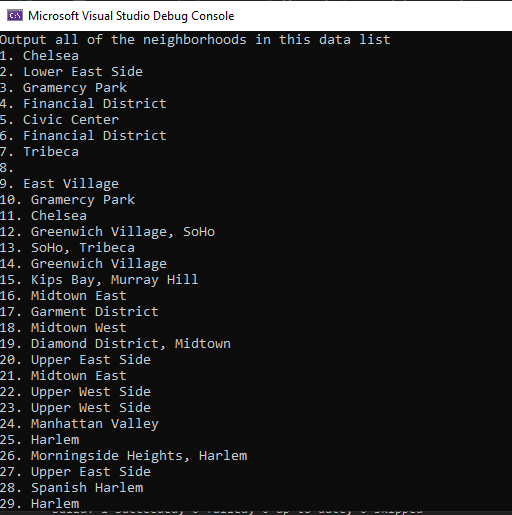 Microsoft Visual Studio Debug Console
Output all of the neighborhoods in this data list
1. Chelsea
2. Lower East Side
3. Gramercy Park
4. Financial District
5. Civic Center
6. Financial District
7. Tribeca
8.
9. East Village
10. Gramercy Park
11. Chelsea
12. Greenwich Village, SoHo
13. SoHo, Tribeca
14. Greenwich Village
15. Kips Bay, Murray Hill
16. Midtown East
17. Garment District
18. Midtown West
19. Diamond District, Midtown
20. Upper East Side
21. Midtown East
22. Upper West Side
23. Upper West Side
24. Manhattan Valley
25. Harlem
26. Morningside Heights, Harlem
27. Upper East Side
28. Spanish Harlem
29. Harlem